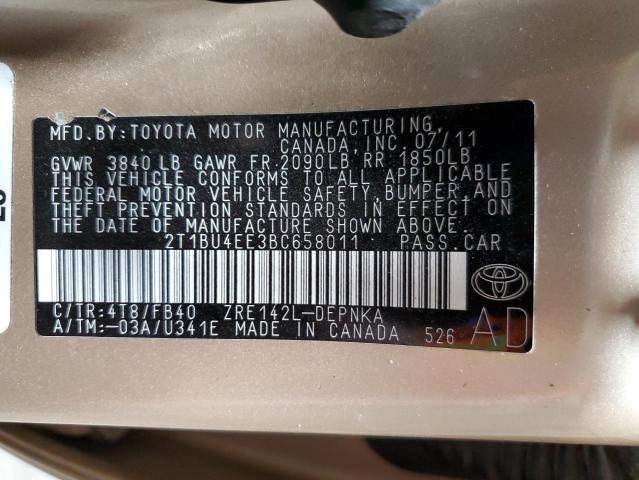 MFD. BY: TOYOTA MOTOR MANUFACTURING,
CANADA, INC. 07/11
GVWR 3840 LB GAWR FR 2090LB RR 1850LB
THIS VEHICLE CONFORMS TO ALL APPLICABLE
FEDERAL MOTOR VEHICLE SAFETY, BUMPER AND
THEFT PREVENTION STANDARDS IN EFFECT ON
THE DATE OF MANUFACTURE SHOWN ABOVE.
2T1BU4EE3BC658011 PASS. CAR
C/TR:4T8/FB40 ZRE142L-DEPNKA
A/TM:-03A/U341E MADE IN CANADA 526 AD